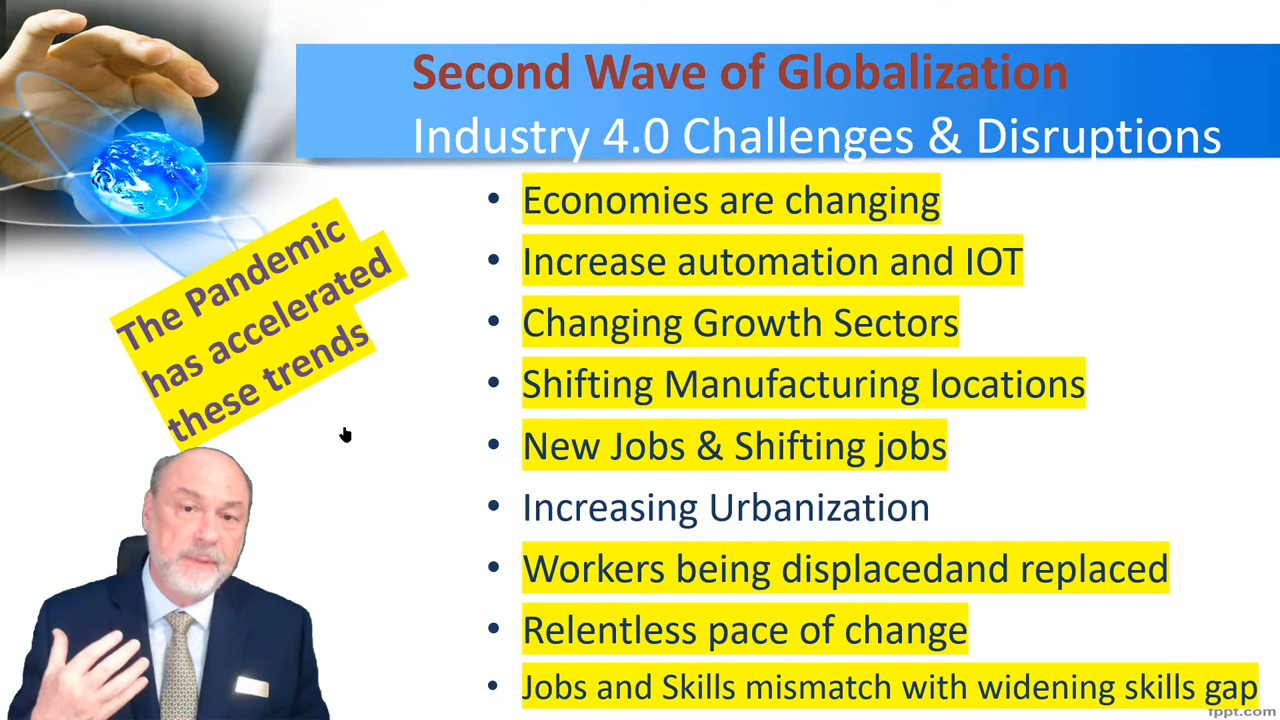 Second Wave of Globalization
Industry 4.0 Challenges & Disruptions
The Pandemic
has accelerated
these trends
• Economies are changing
• Increase automation and IOT
• Changing Growth Sectors
• Shifting Manufacturing locations
• New Jobs & Shifting jobs
• Increasing Urbanization
• Workers being displacedand replaced
• Relentless pace of change
• Jobs and Skills mismatch with widening skills gap
fppt.com